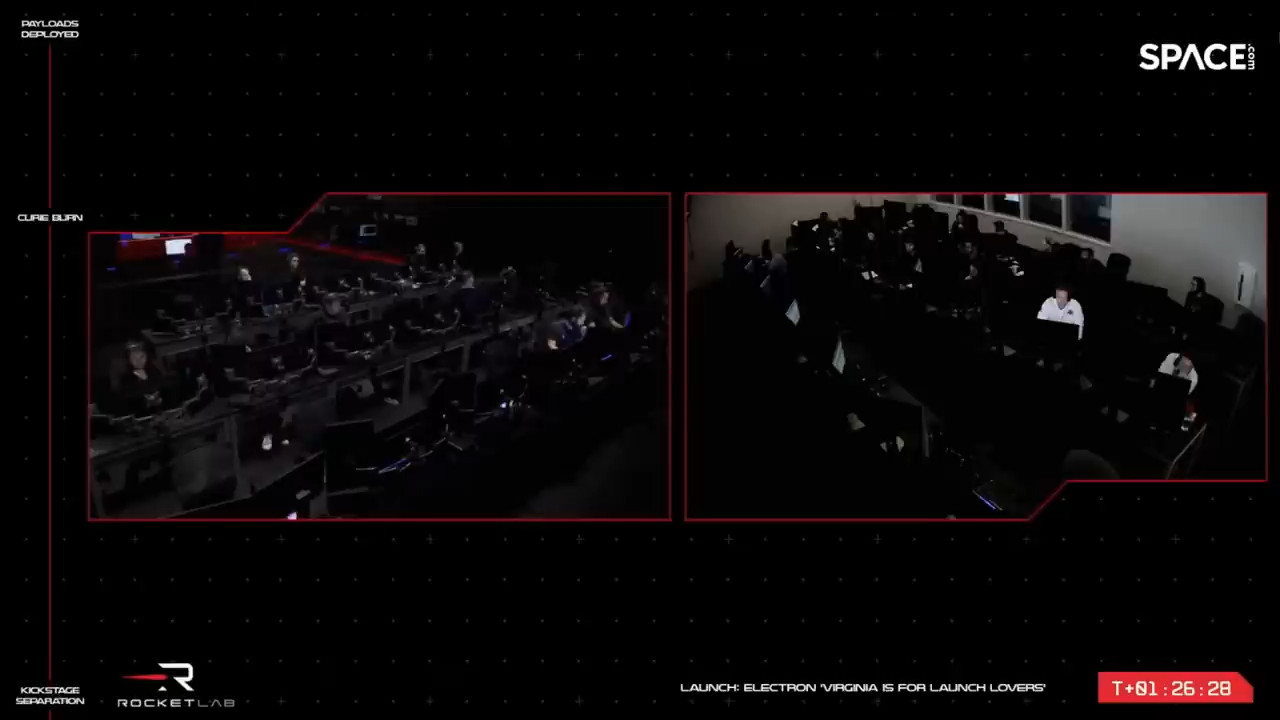 PAYLOADS
DEPLOYED
SPACE.com
CURIE BURN
KICKSTAGE
SEPARATION
ROCKETLAB
LAUNCH: ELECTRON 'VIRGINIA IS FOR LAUNCH LOVERS'
T+01:26:28